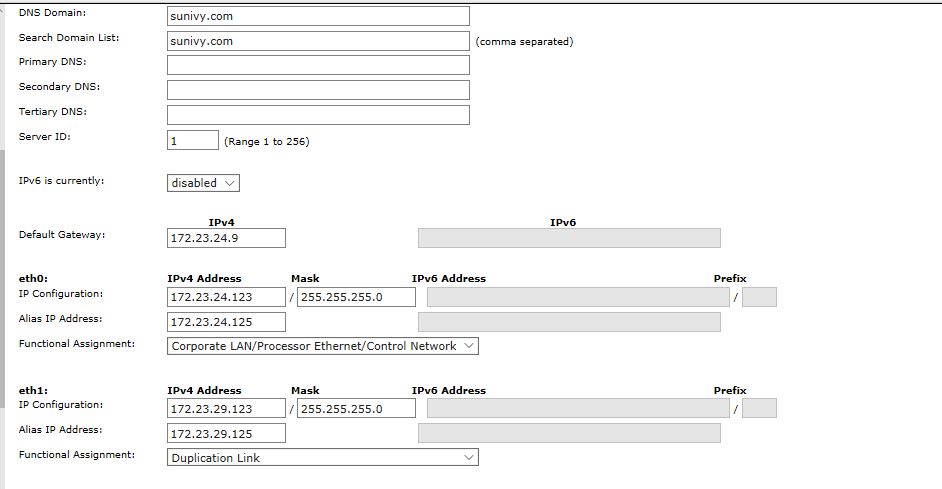 DNS Domain: sunivy.com
Search Domain List: sunivy.com (comma separated)
Primary DNS:
Secondary DNS:
Tertiary DNS:
Server ID: 1 (Range 1 to 256)
IPv6 is currently: disabled
IPv4 IPv6
Default Gateway: 172.23.24.9
eth0: IPv4 Address Mask IPv6 Address Prefix
IP Configuration: 172.23.24.123 / 255.255.255.0 /
Alias IP Address: 172.23.24.125
Functional Assignment: Corporate LAN/Processor Ethernet/Control Network
eth1: IPv4 Address Mask IPv6 Address Prefix
IP Configuration: 172.23.29.123 / 255.255.255.0 /
Alias IP Address: 172.23.29.125
Functional Assignment: Duplication Link